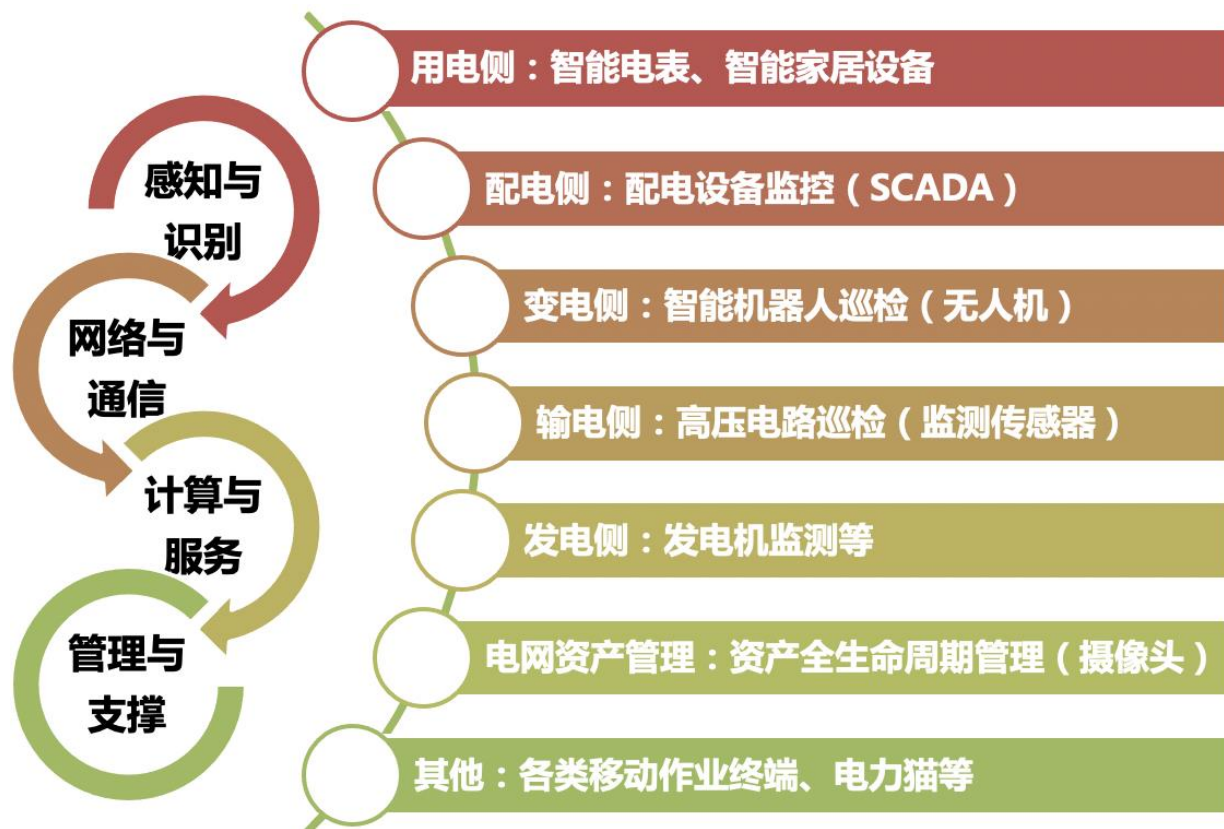 感知与
识别
网络与
通信
计算与
服务
管理与
支撑
用电侧：智能电表、智能家居设备
配电侧：配电设备监控（SCADA）
变电侧：智能机器人巡检（无人机）
输电侧：高压电路巡检（监测传感器）
发电侧：发电机监测等
电网资产管理：资产全生命周期管理（摄像头）
其他：各类移动作业终端、电力猫等